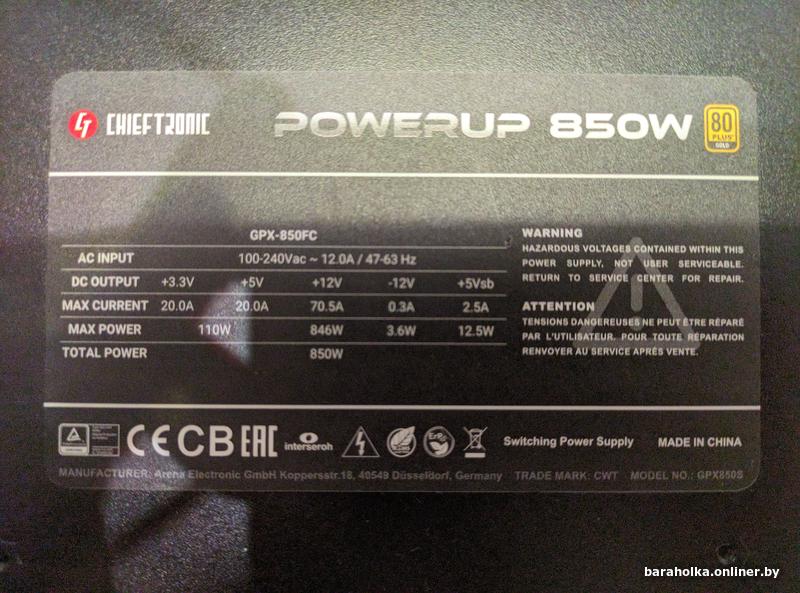 CHIEFTRONIC
POWERUP 850W
80
PLUS
GOLD
GPX-850FC
AC INPUT 100-240Vac ~ 12.0A / 47-63 Hz
DC OUTPUT +3.3V +5V +12V -12V +5Vsb
MAX CURRENT 20.0A 20.0A 70.5A 0.3A 2.5A
MAX POWER 110W 846W 3.6W 12.5W
TOTAL POWER 850W
WARNING
HAZARDOUS VOLTAGES CONTAINED WITHIN THIS
POWER SUPPLY, NOT USER SERVICEABLE.
RETURN TO SERVICE CENTER FOR REPAIR.
ATTENTION
TENSIONS DANGEREUSES NE PEUT ÊTRE RÉPARÉ
PAR L'UTILISATEUR. POUR TOUTE RÉPARATION
RENVOYER AU SERVICE APRÉS VENTE.
CE CB EAC interseroh ErP Switching Power Supply MADE IN CHINA
MANUFACTURER: Arena Electronic GmbH Koppersstr.18, 40549 Düsseldorf, Germany TRADE MARK: CWT MODEL NO.: GPX850S
baraholka.onliner.by